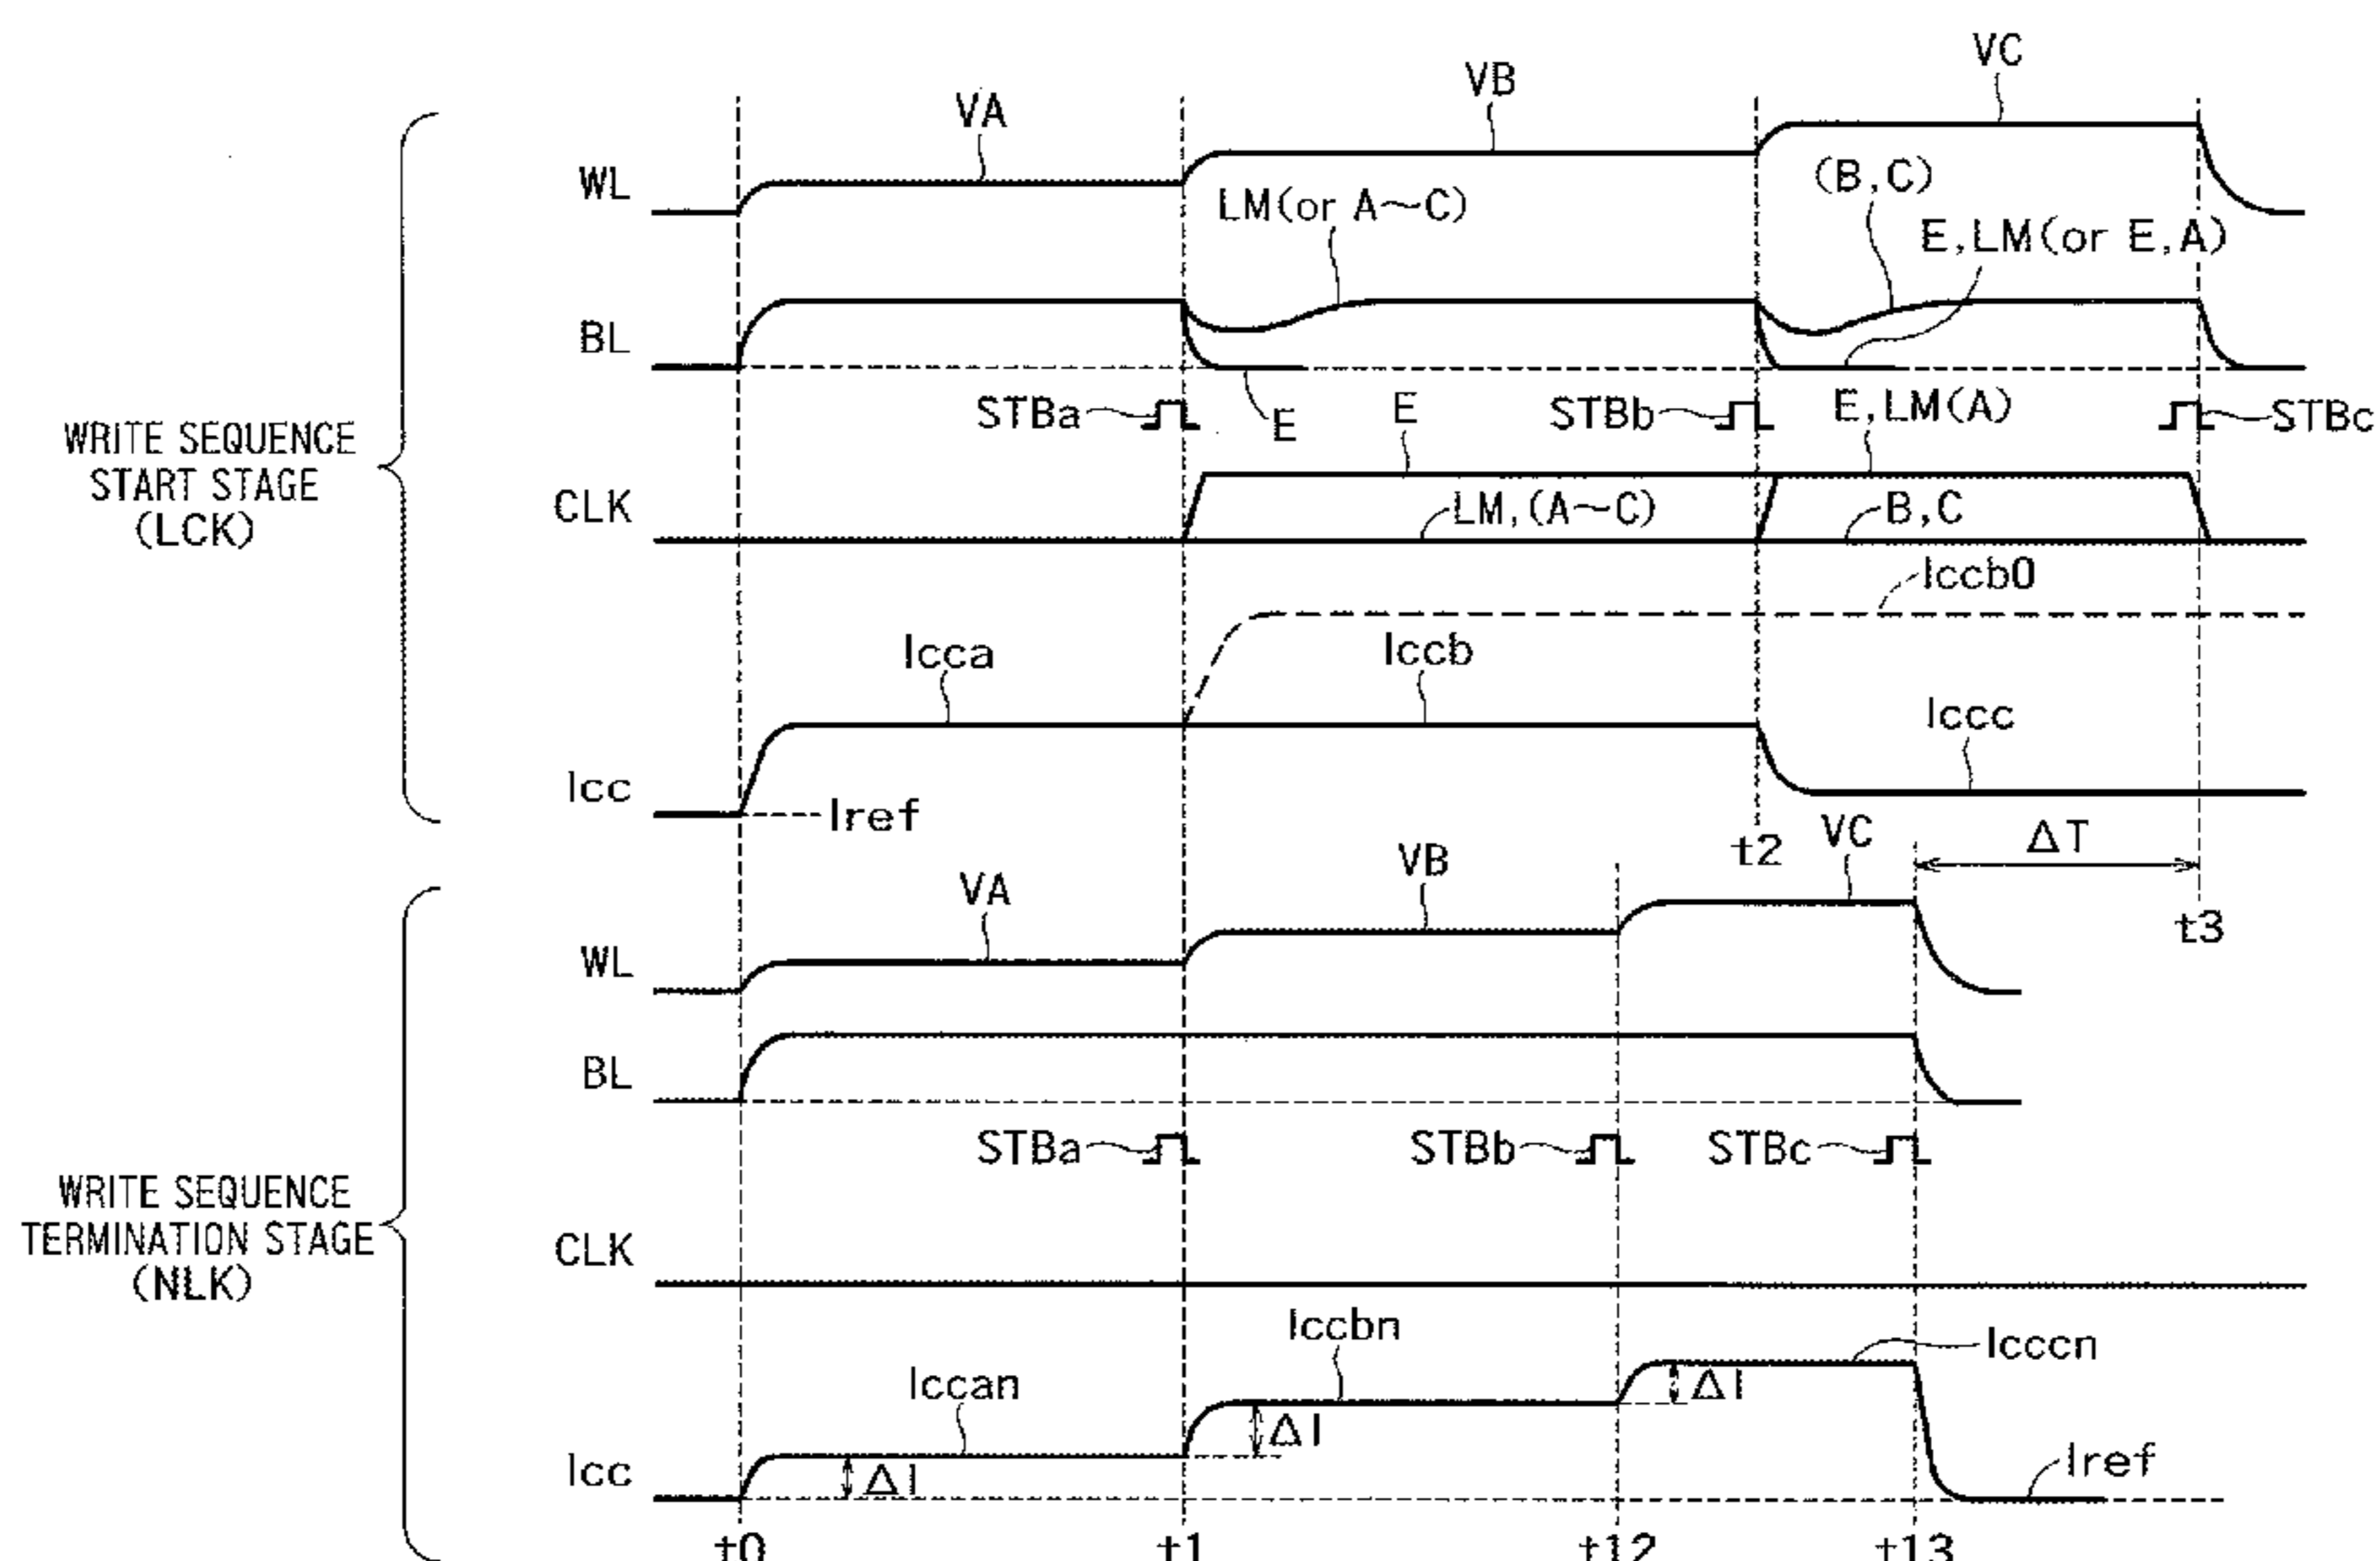 VC
VB
VA
(B,C)
WL
LM(or A～C)
E,LM(or E,A)
BL
STBa
E
E
STBb
E,LM(A)
STBc
WRITE SEQUENCE
START STAGE
(LCK)
CLK
LM,(A～C)
B,C
Iccb0
Icca
Iccb
Iccc
Icc
Iref
t2
VC
ΔT
VB
VA
t3
WL
BL
STBa
STBb
STBc
WRITE SEQUENCE
TERMINATION STAGE
(NLK)
CLK
Iccbn
Icccn
Iccan
ΔI
ΔI
Icc
ΔI
Iref
t0
t1
t12
t13